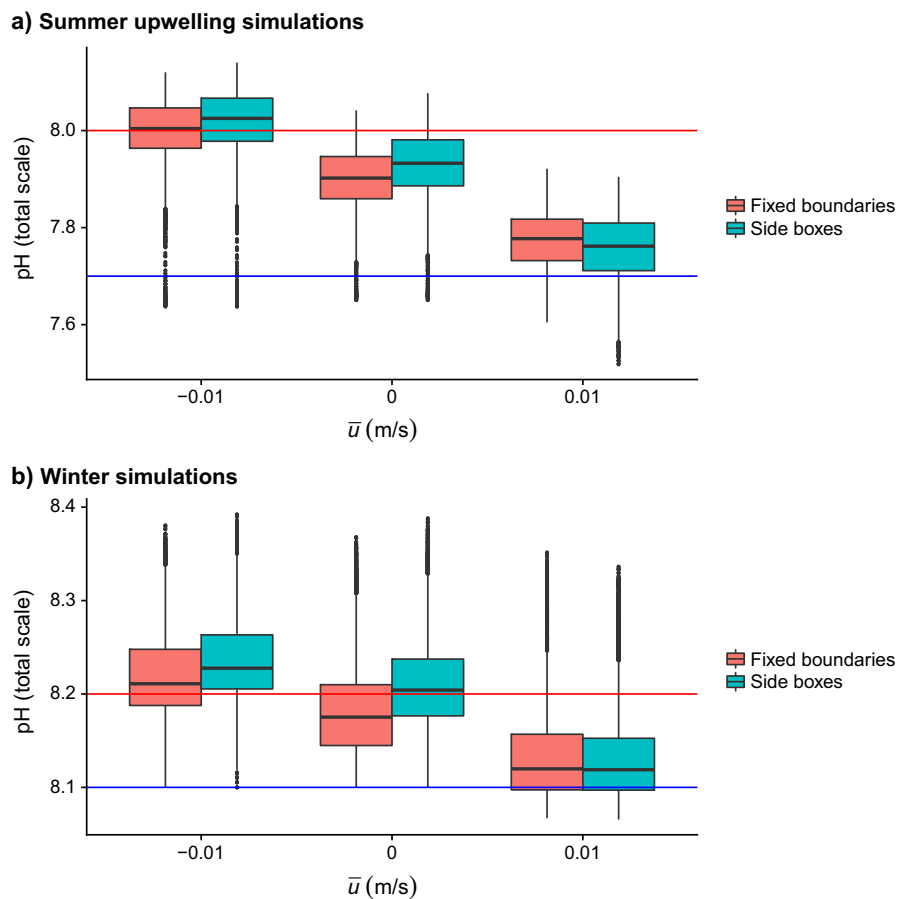 a) Summer upwelling simulations
pH (total scale)
8.0
7.8
7.6
−0.01
0
0.01
u̅ (m/s)
Fixed boundaries
Side boxes
b) Winter simulations
pH (total scale)
8.4
8.3
8.2
8.1
−0.01
0
0.01
u̅ (m/s)
Fixed boundaries
Side boxes